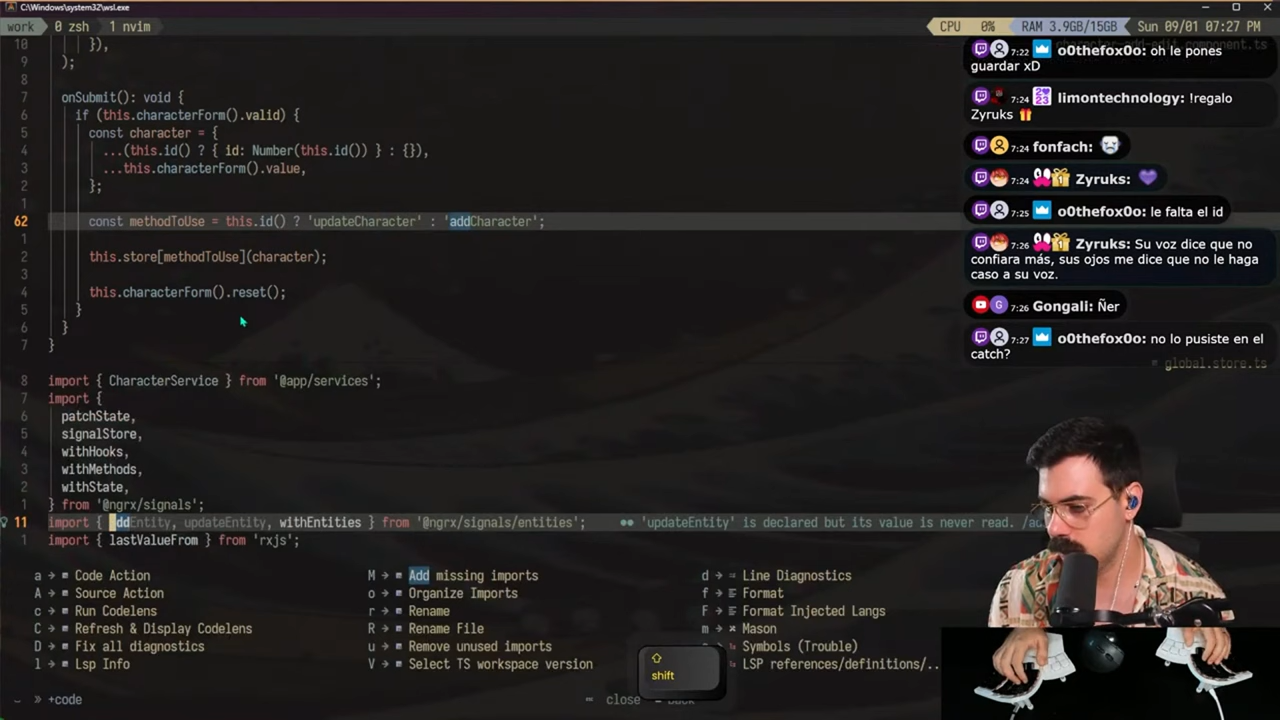 C:\Windows\system32\wsl.exe
work
0 zsh
1 nvim
CPU 0%
RAM 3.9GB/15GB
Sun 09/01 07:27 PM
10 }),
9 );
8
7 onSubmit(): void {
6 if (this.characterForm().valid) {
5 const character = {
4 ...(this.id() ? { id: Number(this.id()) } : {}),
3 ...this.characterForm().value,
2 };
1
62 const methodToUse = this.id() ? 'updateCharacter' : 'addCharacter';
1
2 this.store[methodToUse](character);
3
4 this.characterForm().reset();
5 }
6 }
7 }
global.store.ts
8 import { CharacterService } from '@app/services';
7 import {
6 patchState,
5 signalStore,
4 withHooks,
3 withMethods,
2 withState,
1 } from '@ngrx/signals';
11 import { addEntity, updateEntity, withEntities } from '@ngrx/signals/entities'; ●● 'updateEntity' is declared but its value is never read.
1 import { lastValueFrom } from 'rxjs';
a → Code Action
A → Source Action
c → Run Codelens
C → Refresh & Display Codelens
D → Fix all diagnostics
l → Lsp Info
M → Add missing imports
o → Organize Imports
r → Rename
R → Rename File
u → Remove unused imports
V → Select TS workspace version
d → Line Diagnostics
f → Format
F → Format Injected Langs
m → Mason
Symbols (Trouble)
LSP references/definitions/..
» +code
close
back
shift
7:22 o0thefox0o: oh le pones
guardar xD
7:24 limontechnology: !regalo
Zyruks 🎁
7:24 fonfach:
7:24 Zyruks: 💜
7:25 o0thefox0o: le falta el id
7:26 Zyruks: Su voz dice que no
confiara más, sus ojos me dice que no le haga
caso a su voz.
7:26 Gongali: Ñer
7:27 o0thefox0o: no lo pusiste en el
catch?